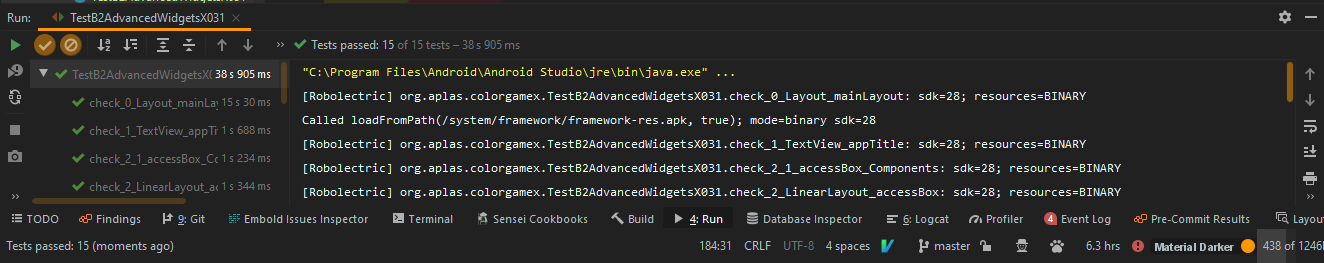 Run: TestB2AdvancedWidgetsX031
Tests passed: 15 of 15 tests – 38 s 905 ms
TestB2AdvancedWidgetsX0 38 s 905 ms
check_0_Layout_mainLa 15 s 30 ms
check_1_TextView_appTi 1 s 688 ms
check_2_1_accessBox_Co 1 s 234 ms
check_2_LinearLayout_ac 1 s 344 ms
"C:\Program Files\Android\Android Studio\jre\bin\java.exe" ...
[Robolectric] org.aplas.colorgamex.TestB2AdvancedWidgetsX031.check_0_Layout_mainLayout: sdk=28; resources=BINARY
Called loadFromPath(/system/framework/framework-res.apk, true); mode=binary sdk=28
[Robolectric] org.aplas.colorgamex.TestB2AdvancedWidgetsX031.check_1_TextView_appTitle: sdk=28; resources=BINARY
[Robolectric] org.aplas.colorgamex.TestB2AdvancedWidgetsX031.check_2_1_accessBox_Components: sdk=28; resources=BINARY
[Robolectric] org.aplas.colorgamex.TestB2AdvancedWidgetsX031.check_2_LinearLayout_accessBox: sdk=28; resources=BINARY
TODO Findings 9: Git Embold Issues Inspector Terminal Sensei Cookbooks Build 4: Run Database Inspector 6: Logcat Profiler 4 Event Log Pre-Commit Results Layou
Tests passed: 15 (moments ago) 184:31 CRLF UTF-8 4 spaces master 6.3 hrs Material Darker 438 of 1246